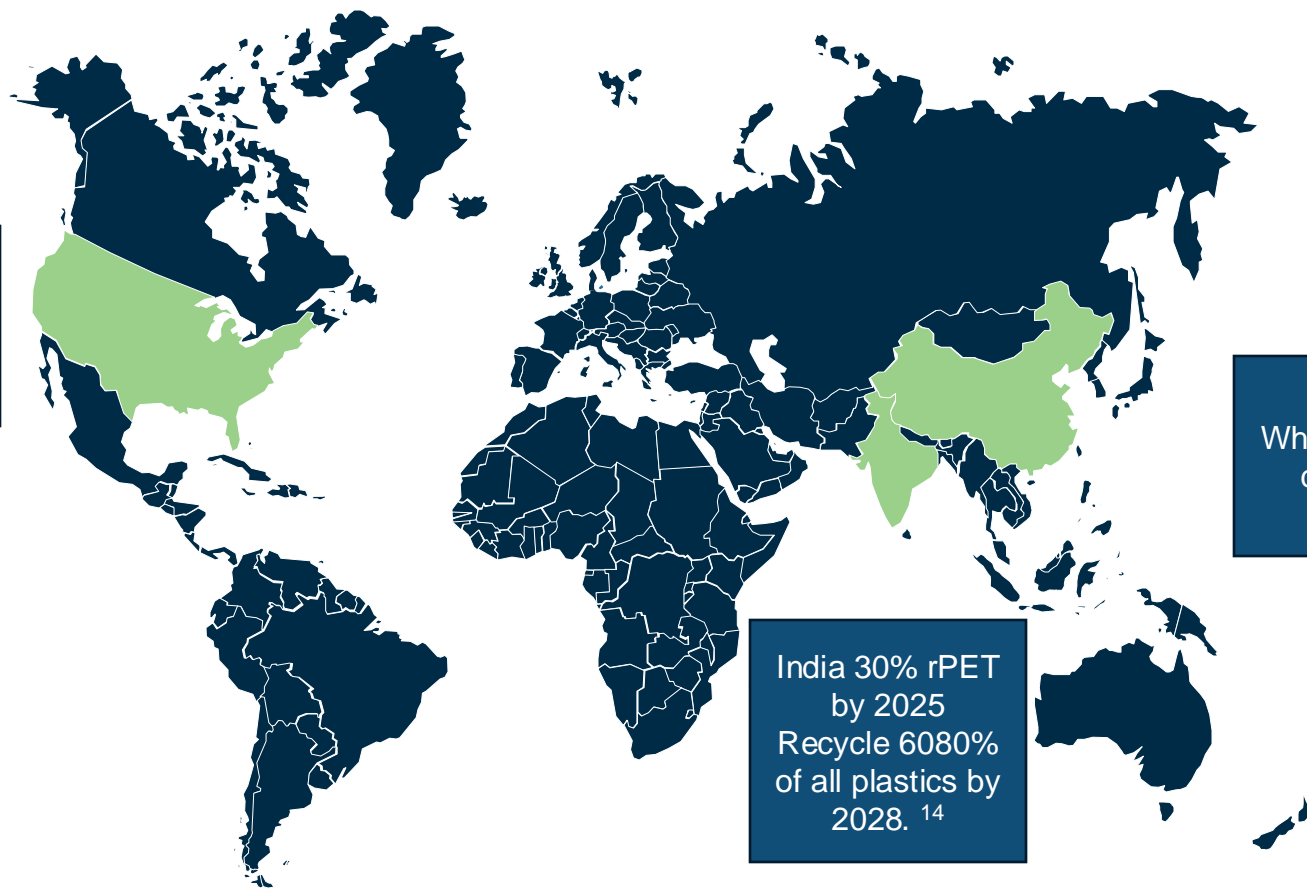 India 30% rPET
by 2025
Recycle 6080%
of all plastics by
2028. 14